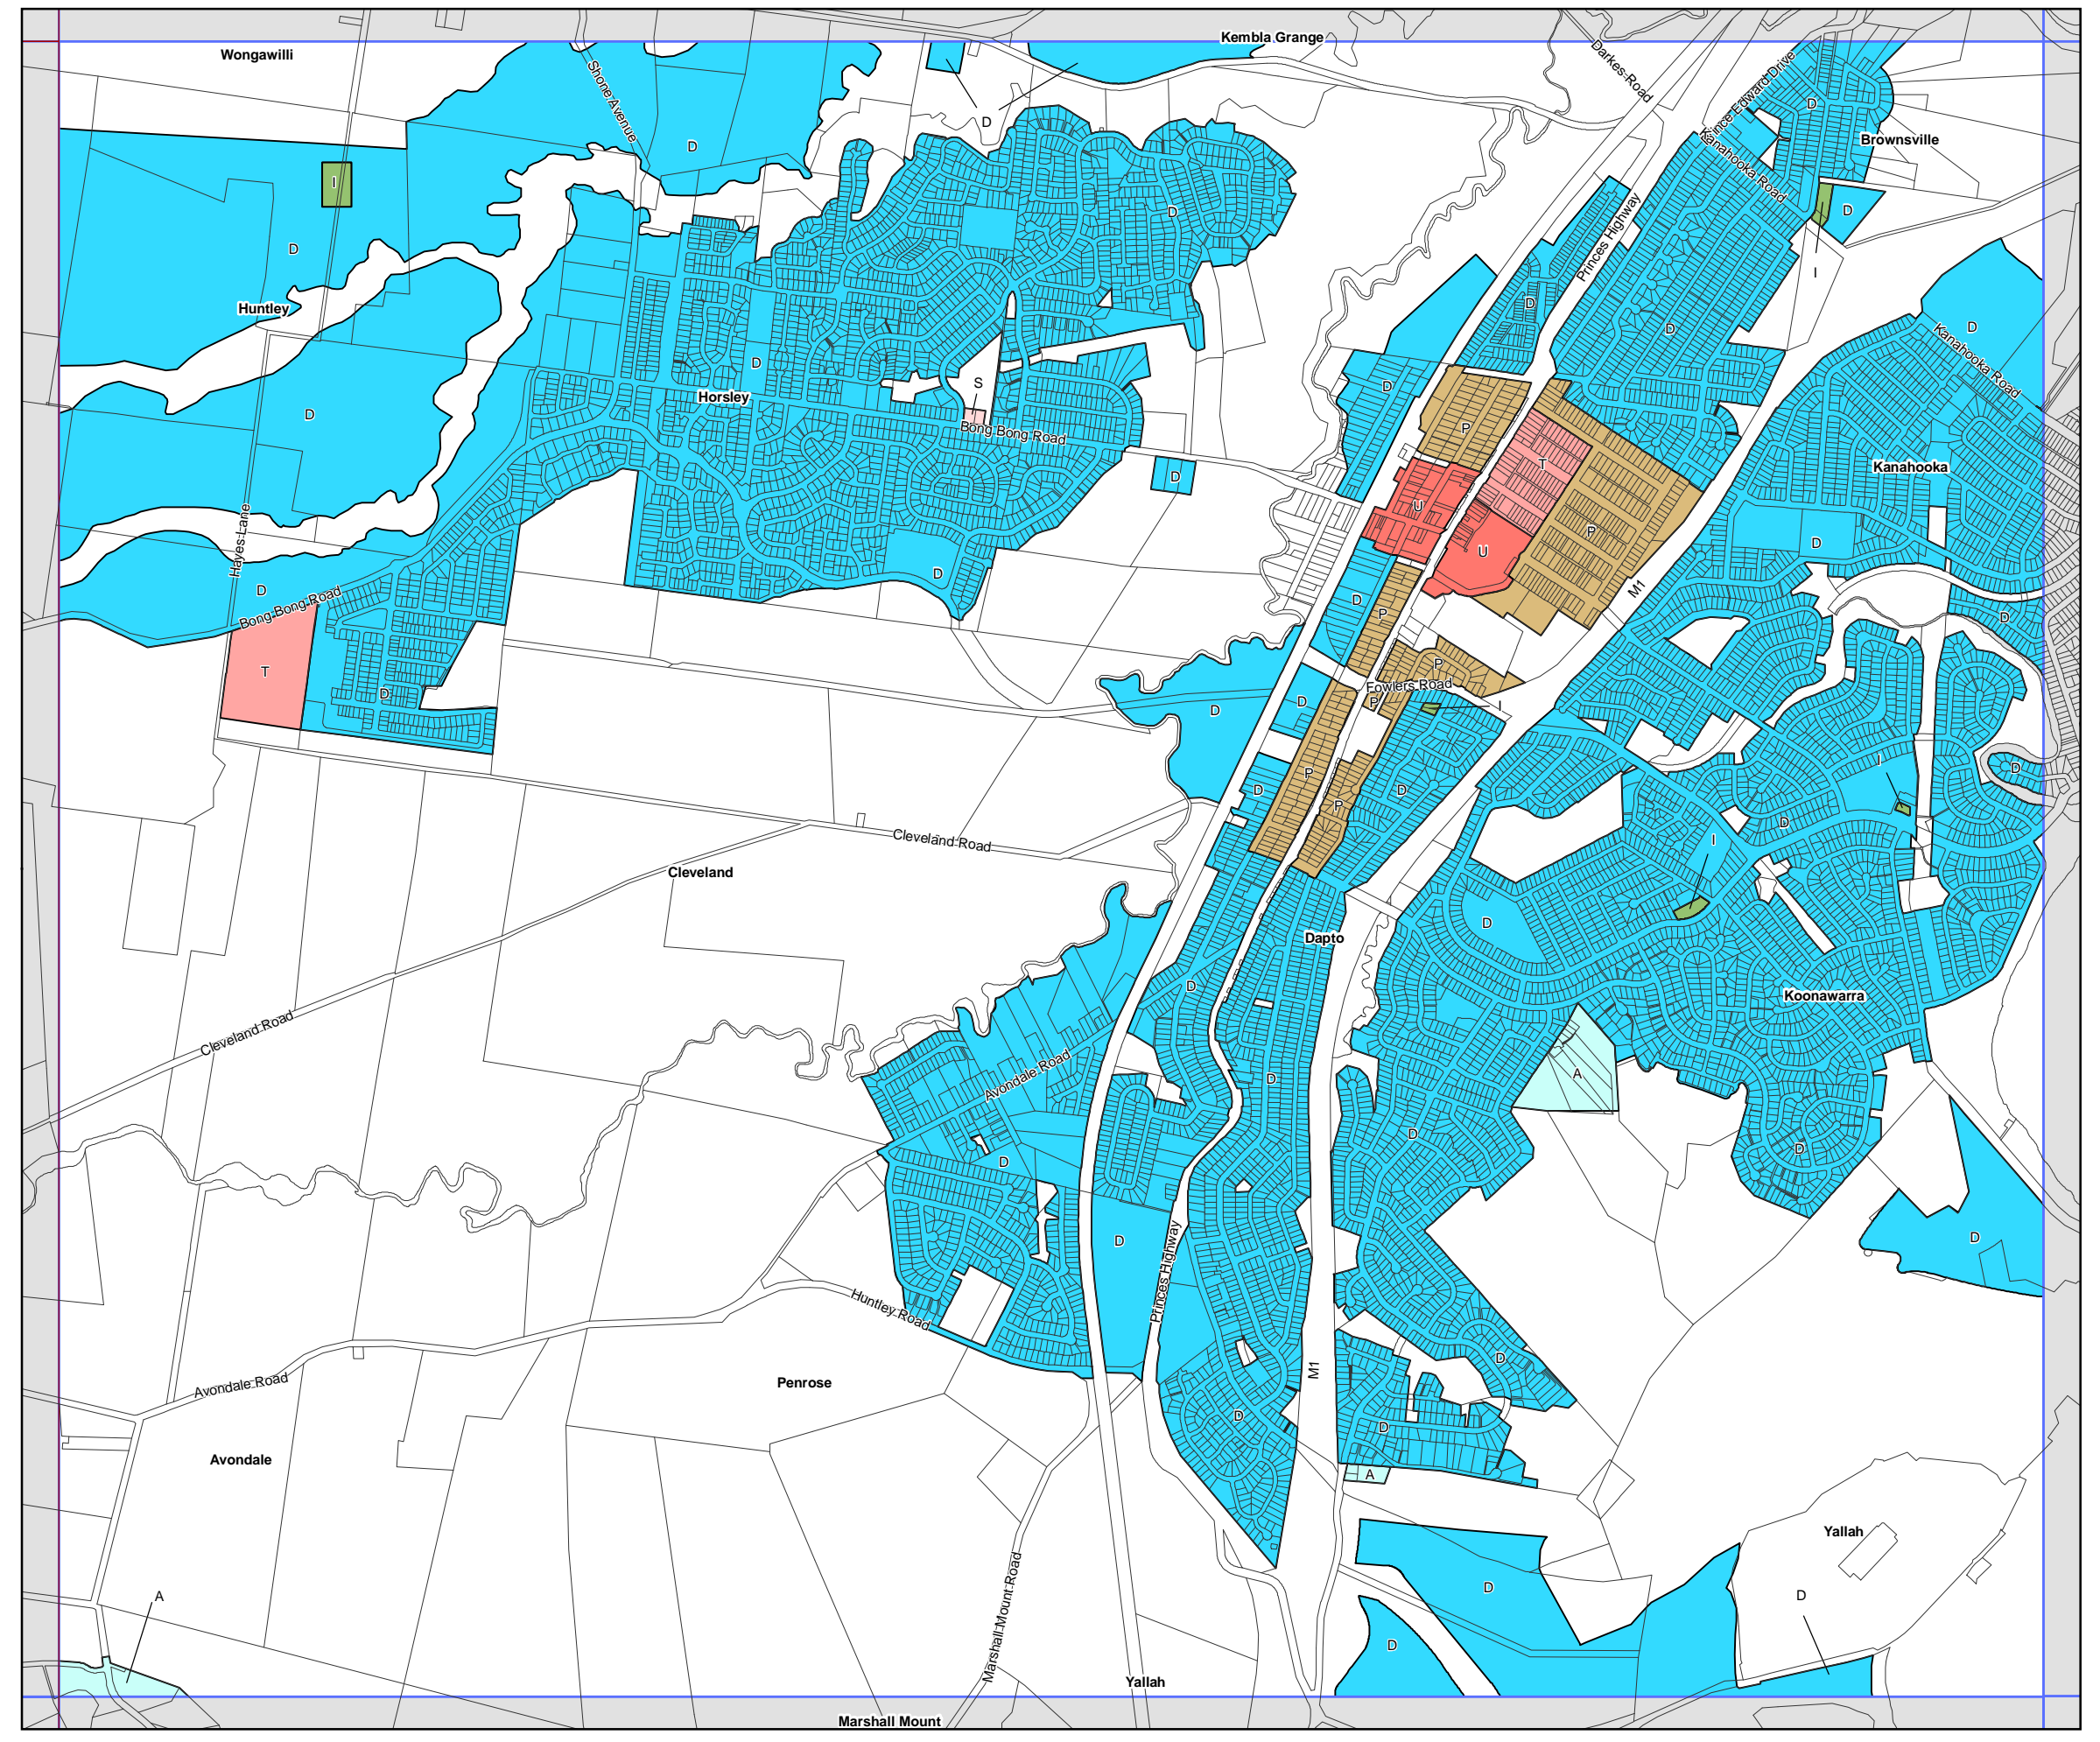 Kembla Grange
Wongawilli
Darkes Road
Shone Avenue
Prince Edward Drive
D
D
Brownsville
D
Kanahooka Road
I
D
D
D
Princes Highway
I
Huntley
D
D
D
Kanahooka Road
D
D
S
Horsley
D
P
Bong Bong Road
T
Kanahooka
D
U
P
Hayes Lane
U
D
D
M1
D
Bong Bong Road
D
P
D
T
P
Fowlers Road
D
D
D
P
I
I
P
D
D
P
D
D
Cleveland Road
I
Cleveland
D
Dapto
D
Koonawarra
Cleveland Road
Avondale Road
D
A
D
D
D
D
D
Princes Highway
Huntley Road
M1
D
Penrose
Avondale Road
D
D
Avondale
A
Yallah
D
A
D
Marshall Mount Road
D
Yallah
Marshall Mount